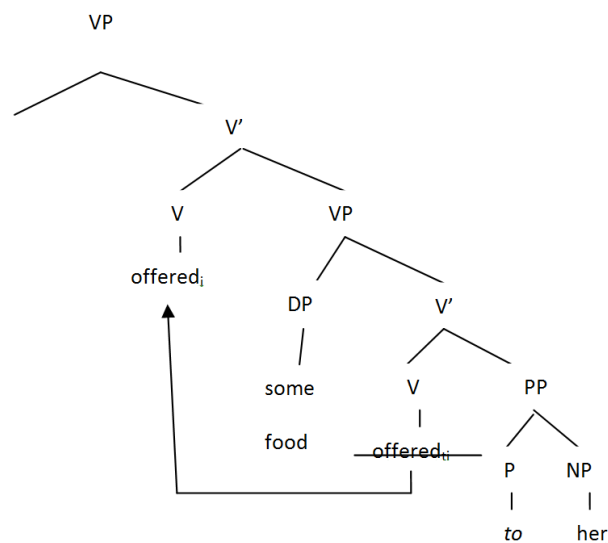 VP
V’
V VP
offeredᵢ
DP V’
some V PP
food offeredₜᵢ
P NP
to her